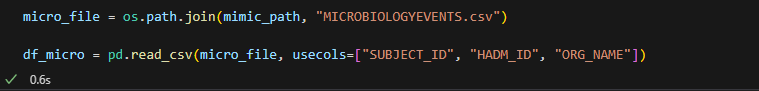 micro_file = os.path.join(mimic_path, "MICROBIOLOGYEVENTS.csv")
df_micro = pd.read_csv(micro_file, usecols=["SUBJECT_ID", "HADM_ID", "ORG_NAME"])
0.6s